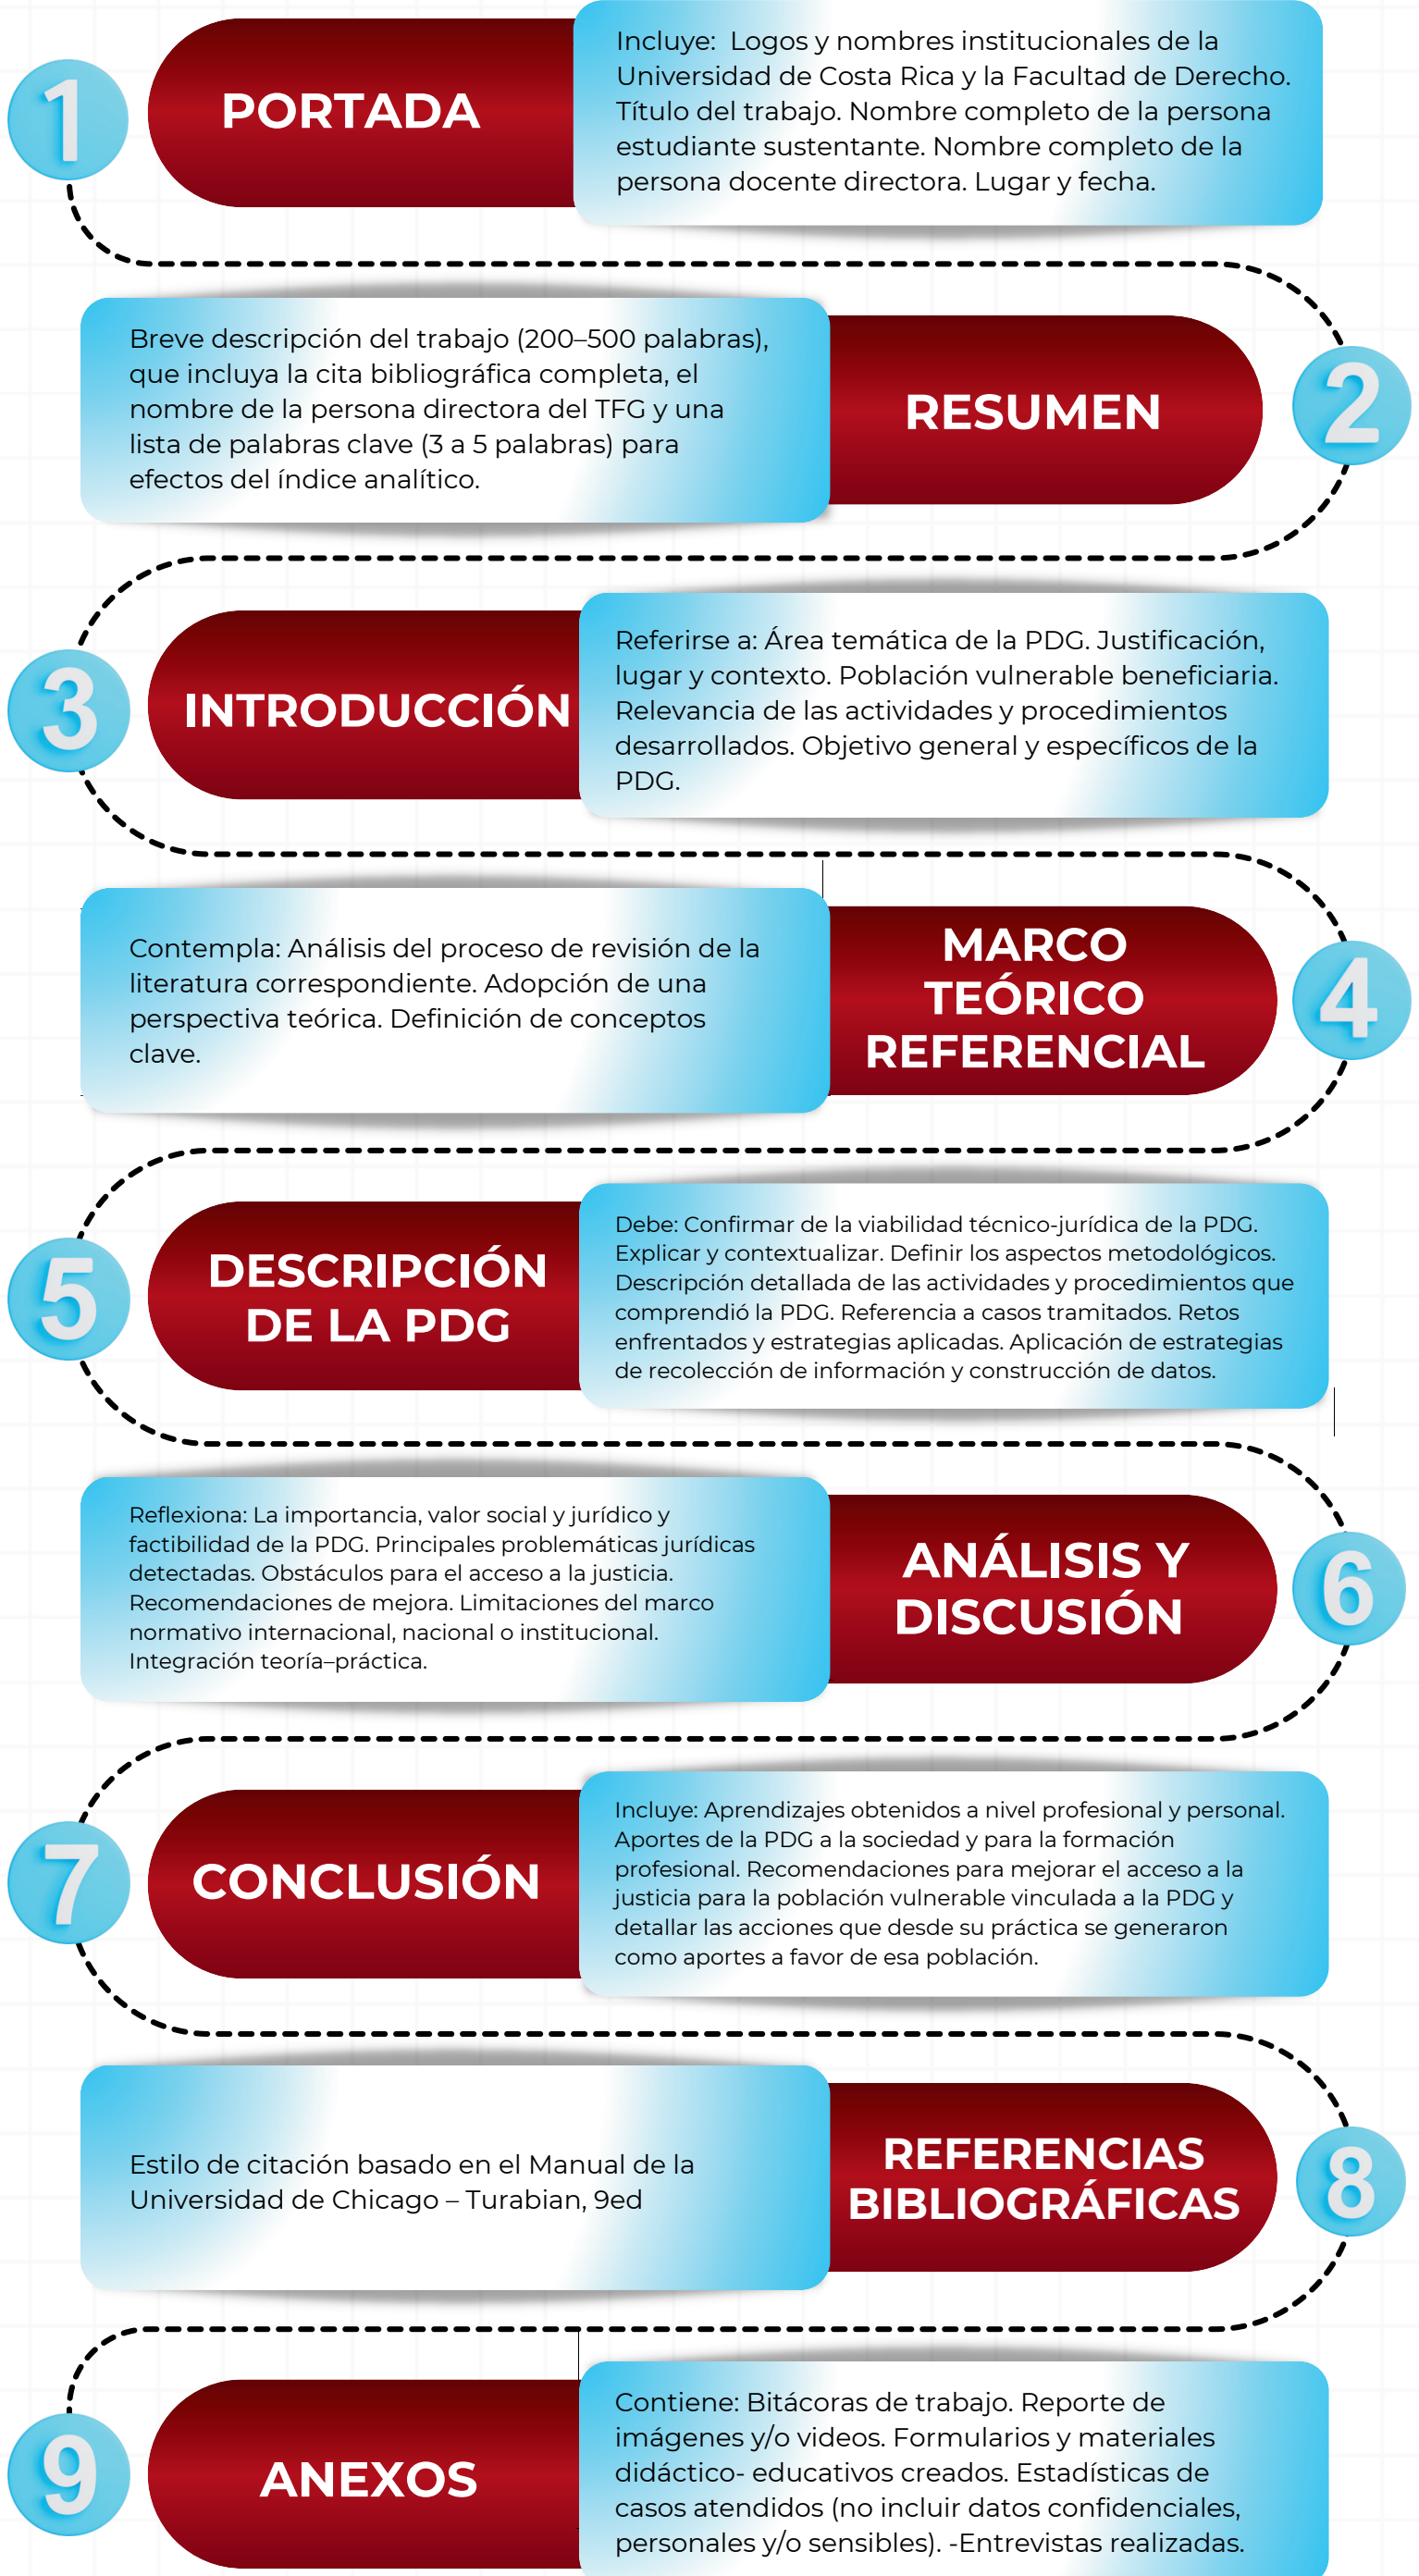 1
PORTADA
Incluye:  Logos y nombres institucionales de la
Universidad de Costa Rica y la Facultad de Derecho.
Título del trabajo. Nombre completo de la persona
estudiante sustentante. Nombre completo de la
persona docente directora. Lugar y fecha.
Breve descripción del trabajo (200–500 palabras),
que incluya la cita bibliográfica completa, el
nombre de la persona directora del TFG y una
lista de palabras clave (3 a 5 palabras) para
efectos del índice analítico.
RESUMEN
2
3
INTRODUCCIÓN
Referirse a: Área temática de la PDG. Justificación,
lugar y contexto. Población vulnerable beneficiaria.
Relevancia de las actividades y procedimientos
desarrollados. Objetivo general y específicos de la
PDG.
Contempla: Análisis del proceso de revisión de la
literatura correspondiente. Adopción de una
perspectiva teórica. Definición de conceptos
clave.
MARCO
TEÓRICO
REFERENCIAL
4
5
DESCRIPCIÓN
DE LA PDG
Debe: Confirmar de la viabilidad técnico-jurídica de la PDG.
Explicar y contextualizar. Definir los aspectos metodológicos.
Descripción detallada de las actividades y procedimientos que
comprendió la PDG. Referencia a casos tramitados. Retos
enfrentados y estrategias aplicadas. Aplicación de estrategias
de recolección de información y construcción de datos.
Reflexiona: La importancia, valor social y jurídico y
factibilidad de la PDG. Principales problemáticas jurídicas
detectadas. Obstáculos para el acceso a la justicia.
Recomendaciones de mejora. Limitaciones del marco
normativo internacional, nacional o institucional.
Integración teoría–práctica.
ANÁLISIS Y
DISCUSIÓN
6
7
CONCLUSIÓN
Incluye: Aprendizajes obtenidos a nivel profesional y personal.
Aportes de la PDG a la sociedad y para la formación
profesional. Recomendaciones para mejorar el acceso a la
justicia para la población vulnerable vinculada a la PDG y
detallar las acciones que desde su práctica se generaron
como aportes a favor de esa población.
Estilo de citación basado en el Manual de la
Universidad de Chicago – Turabian, 9ed
REFERENCIAS
BIBLIOGRÁFICAS
8
9
ANEXOS
Contiene: Bitácoras de trabajo. Reporte de
imágenes y/o videos. Formularios y materiales
didáctico- educativos creados. Estadísticas de
casos atendidos (no incluir datos confidenciales,
personales y/o sensibles). -Entrevistas realizadas.